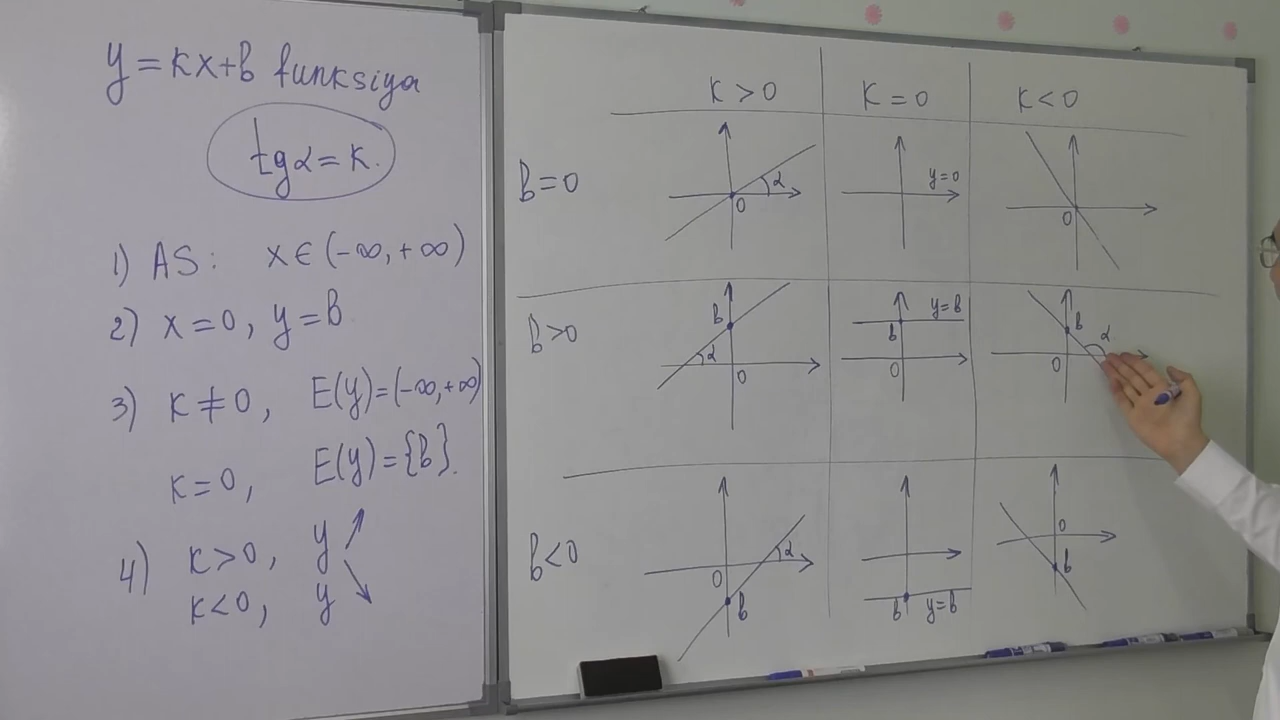 y = kx+b funksiya
tgα = k.
1) AS: x ∈ (-∞, +∞)
2) x = 0, y = b
3) k ≠ 0, E(y) = (-∞, +∞)
k = 0, E(y) = {b}.
4) k > 0, y ↗
k < 0, y ↘
k > 0 k = 0 k < 0
b = 0
α
0
y = 0
0
b > 0
b
α
0
y = b
b
0
b
α
0
b < 0
α
0
b
b
y = b
0
b